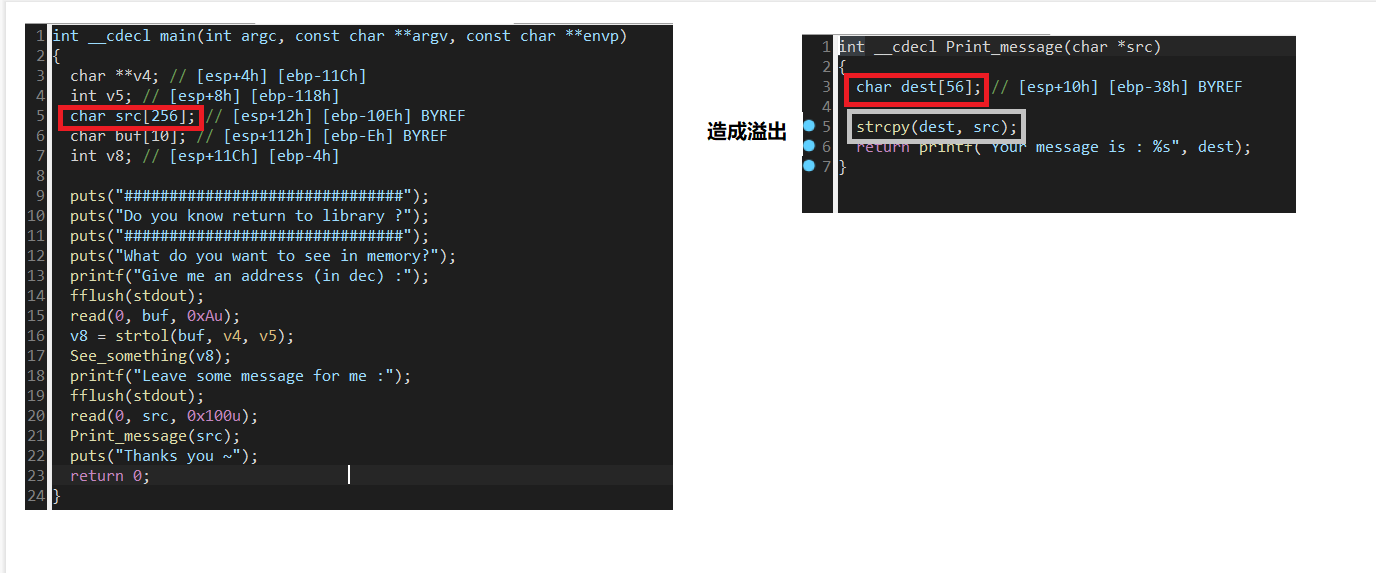 1 int __cdecl main(int argc, const char **argv, const char **envp)
2 {
3 char **v4; // [esp+4h] [ebp-11Ch]
4 int v5; // [esp+8h] [ebp-118h]
5 char src[256]; // [esp+12h] [ebp-10Eh] BYREF
6 char buf[10]; // [esp+112h] [ebp-Eh] BYREF
7 int v8; // [esp+11Ch] [ebp-4h]
8
9 puts("###############################");
10 puts("Do you know return to library ?");
11 puts("###############################");
12 puts("What do you want to see in memory?");
13 printf("Give me an address (in dec) :");
14 fflush(stdout);
15 read(0, buf, 0xAu);
16 v8 = strtol(buf, v4, v5);
17 See_something(v8);
18 printf("Leave some message for me :");
19 fflush(stdout);
20 read(0, src, 0x100u);
21 Print_message(src);
22 puts("Thanks you ~");
23 return 0;
24 }
造成溢出
1 int __cdecl Print_message(char *src)
2 {
3 char dest[56]; // [esp+10h] [ebp-38h] BYREF
4
5 strcpy(dest, src);
6 return printf("Your message is : %s", dest);
7 }